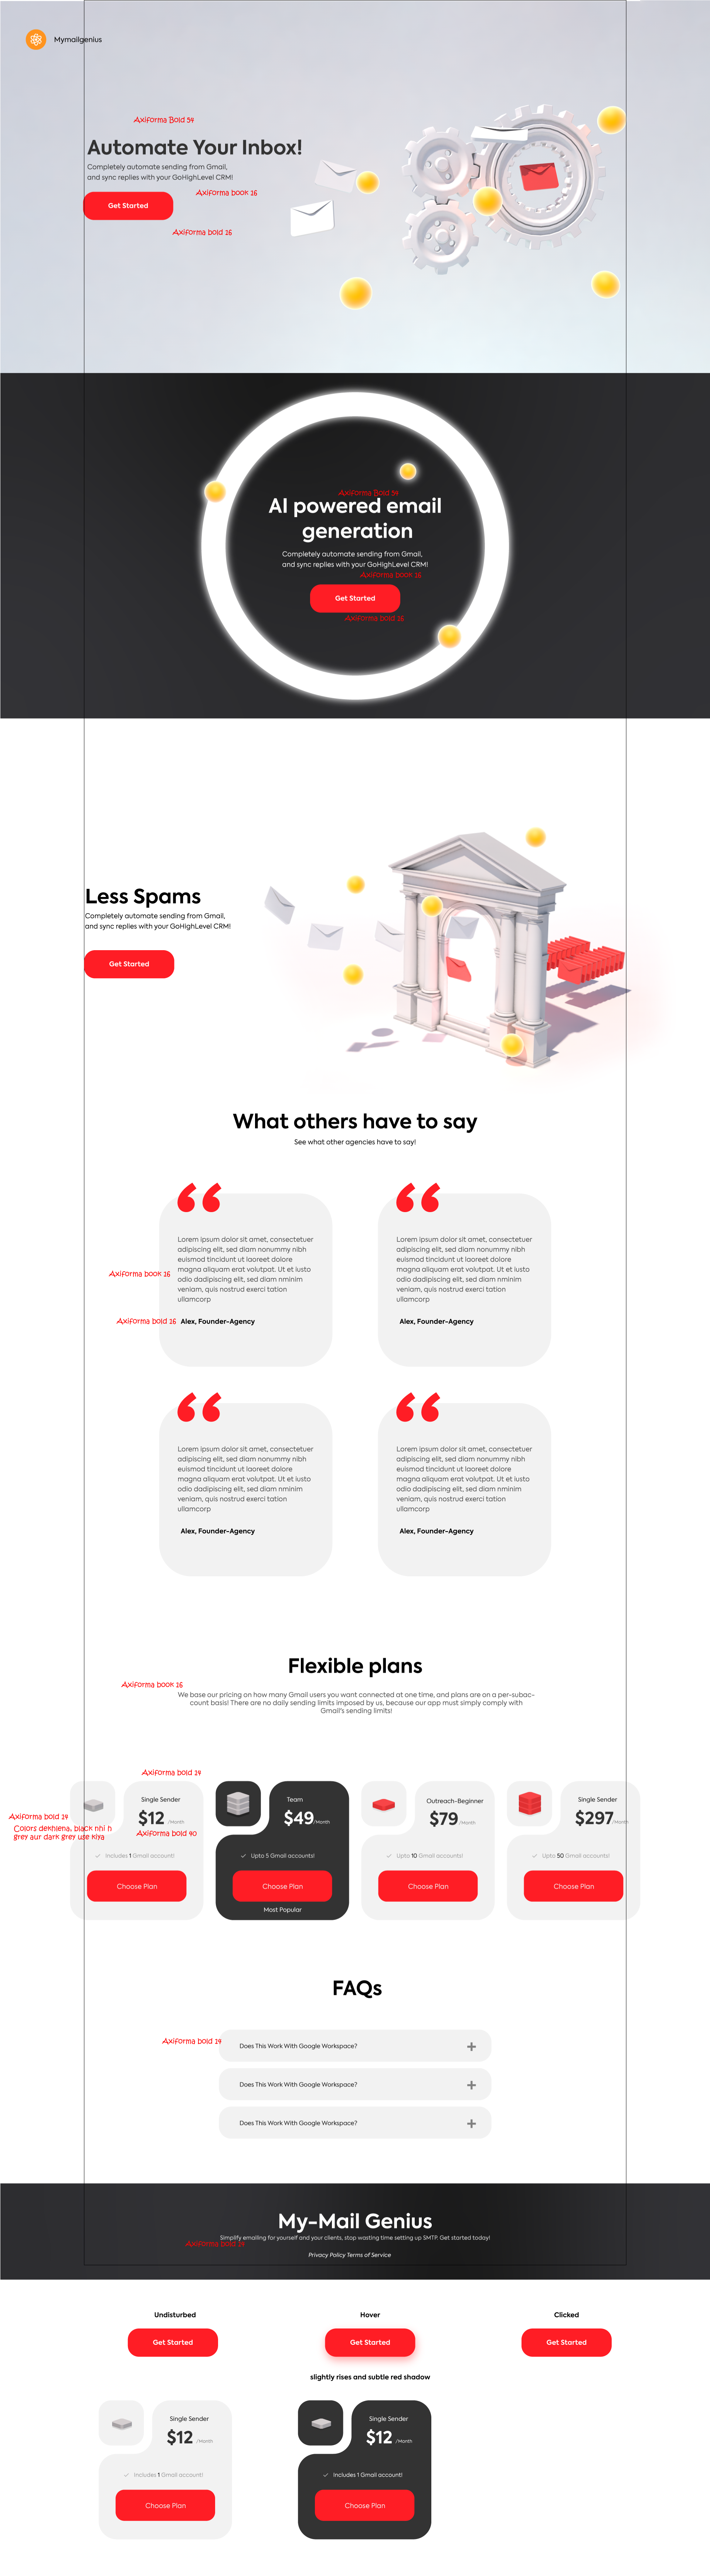 Mymailgenius
Axiforma Bold 54
Automate Your Inbox!
Completely automate sending from Gmail,
and sync replies with your GoHighLevel CRM!
Axiforma book 16
Get Started
Axiforma bold 16
Axiforma Bold 54
AI powered email
generation
Completely automate sending from Gmail,
and sync replies with your GoHighLevel CRM!
Axiforma book 16
Get Started
Axiforma bold 16
Less Spams
Completely automate sending from Gmail,
and sync replies with your GoHighLevel CRM!
Get Started
What others have to say
See what other agencies have to say!
Lorem ipsum dolor sit amet, consectetuer
adipiscing elit, sed diam nonummy nibh
euismod tincidunt ut laoreet dolore
magna aliquam erat volutpat. Ut et iusto
odio dadipiscing elit, sed diam nminim
veniam, quis nostrud exerci tation
ullamcorp
Axiforma book 16
Axiforma bold 16
Alex, Founder-Agency
Lorem ipsum dolor sit amet, consectetuer
adipiscing elit, sed diam nonummy nibh
euismod tincidunt ut laoreet dolore
magna aliquam erat volutpat. Ut et iusto
odio dadipiscing elit, sed diam nminim
veniam, quis nostrud exerci tation
ullamcorp
Alex, Founder-Agency
Lorem ipsum dolor sit amet, consectetuer
adipiscing elit, sed diam nonummy nibh
euismod tincidunt ut laoreet dolore
magna aliquam erat volutpat. Ut et iusto
odio dadipiscing elit, sed diam nminim
veniam, quis nostrud exerci tation
ullamcorp
Alex, Founder-Agency
Lorem ipsum dolor sit amet, consectetuer
adipiscing elit, sed diam nonummy nibh
euismod tincidunt ut laoreet dolore
magna aliquam erat volutpat. Ut et iusto
odio dadipiscing elit, sed diam nminim
veniam, quis nostrud exerci tation
ullamcorp
Alex, Founder-Agency
Flexible plans
Axiforma book 16
We base our pricing on how many Gmail users you want connected at one time, and plans are on a per-subac-
count basis! There are no daily sending limits imposed by us, because our app must simply comply with
Gmail's sending limits!
Axiforma bold 14
Axiforma bold 14
Colors dekhlena, black nhi h
grey aur dark grey use kiya
Axiforma bold 40
Single Sender
$12 /Month
Includes 1 Gmail account!
Choose Plan
Team
$49/Month
Upto 5 Gmail accounts!
Choose Plan
Most Popular
Outreach-Beginner
$79/Month
Upto 10 Gmail accounts!
Choose Plan
Single Sender
$297/Month
Upto 50 Gmail accounts!
Choose Plan
FAQs
Axiforma bold 14
Does This Work With Google Workspace?
Does This Work With Google Workspace?
Does This Work With Google Workspace?
My-Mail Genius
Simplify emailing for yourself and your clients, stop wasting time setting up SMTP. Get started today!
Axiforma bold 14
Privacy Policy Terms of Service
Undisturbed
Get Started
Hover
Get Started
Clicked
Get Started
slightly rises and subtle red shadow
Single Sender
$12 /Month
Includes 1 Gmail account!
Choose Plan
Single Sender
$12 /Month
Includes 1 Gmail account!
Choose Plan